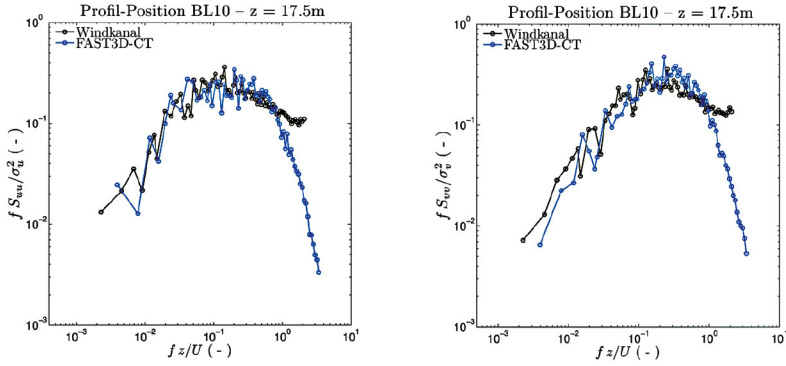 Profil-Position BL10 – z = 17.5m
10^0
Windkanal
FAST3D-CT
10^-1
f S_uu/σ_u^2 ( - )
10^-2
10^-3
10^-3 10^-2 10^-1 10^0 10^1
f z/U ( - )
Profil-Position BL10 – z = 17.5m
10^0
Windkanal
FAST3D-CT
10^-1
f S_vv/σ_v^2 ( - )
10^-2
10^-3
10^-3 10^-2 10^-1 10^0 10^1
f z/U ( - )